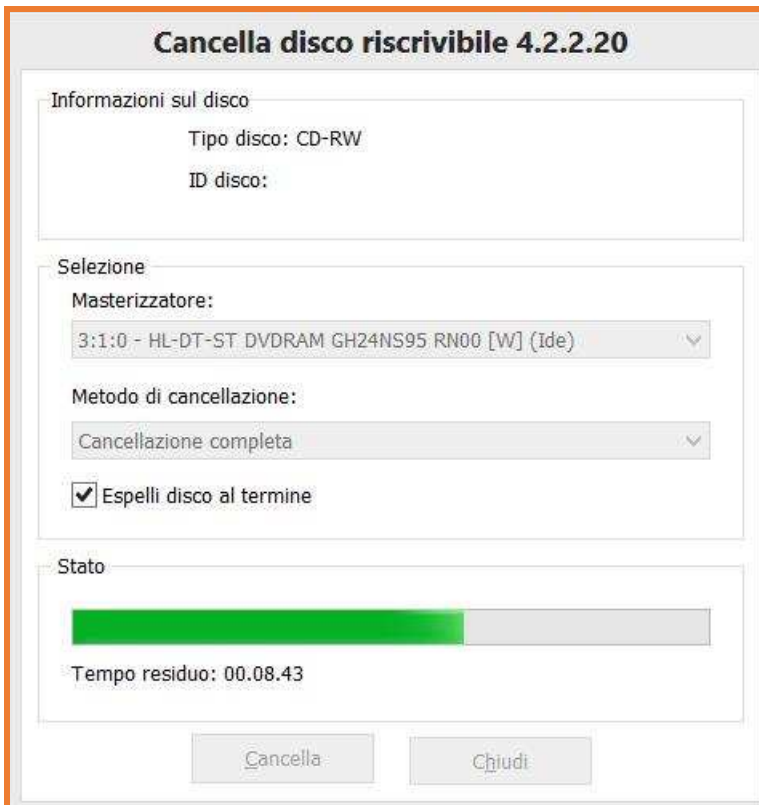 Cancella disco riscrivibile 4.2.2.20
Informazioni sul disco
Tipo disco: CD-RW
ID disco:
Selezione
Masterizzatore:
3:1:0 - HL-DT-ST DVDRAM GH24NS95 RN00 [W] (Ide)
Metodo di cancellazione:
Cancellazione completa
Espelli disco al termine
Stato
Tempo residuo: 00.08.43
Cancella
Chiudi